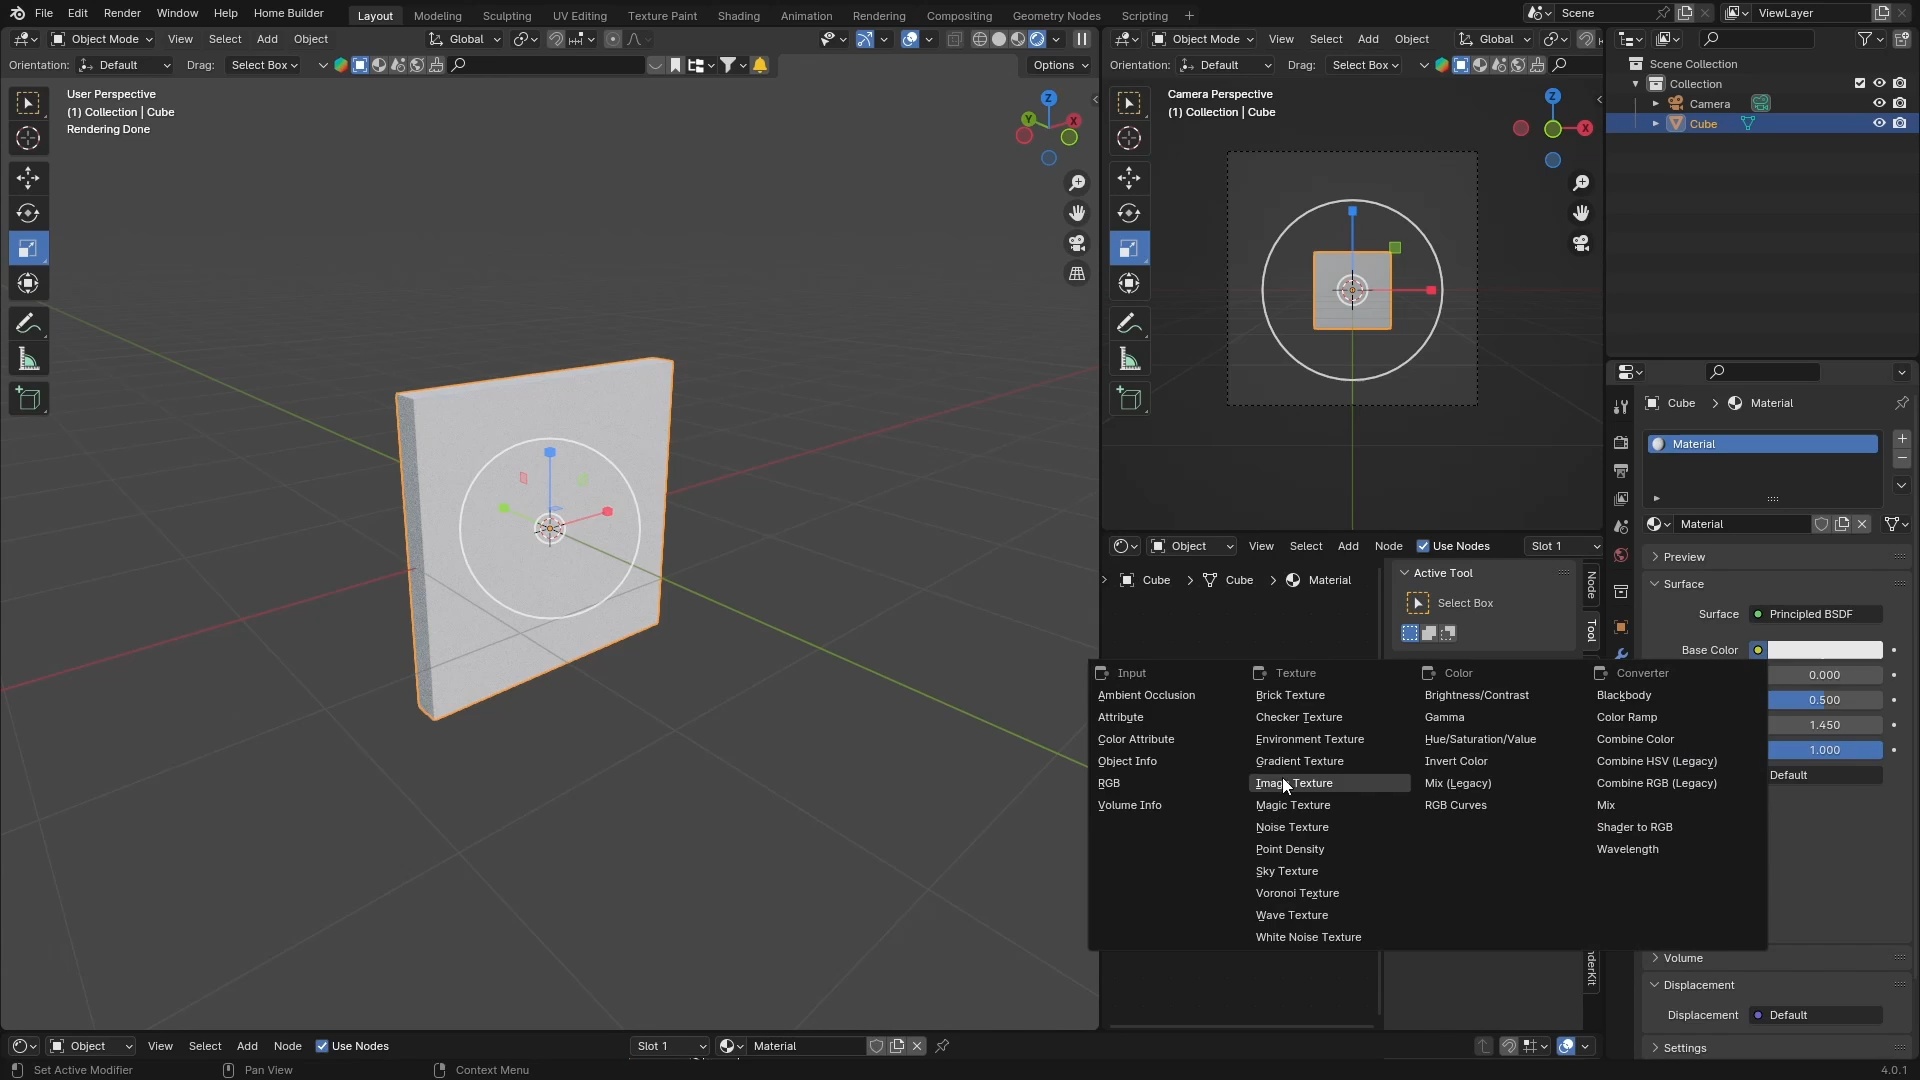 File Edit Render Window Help Home Builder Layout Modeling Sculpting UV Editing Texture Paint Shading Animation Rendering Compositing Geometry Nodes Scripting Scene ViewLayer
Object Mode View Select Add Object Global
Orientation: Default Drag: Select Box Options
User Perspective
(1) Collection | Cube
Rendering Done
Z
Y
X
Object Mode View Select Add Object Global
Orientation: Default Drag: Select Box
Camera Perspective
(1) Collection | Cube
Z
X
Scene Collection
Collection
Camera
Cube
Object View Select Add Node Use Nodes Slot 1
Cube Cube Material
Active Tool
Select Box
Node
Tool
Input
Ambient Occlusion
Attribute
Color Attribute
Object Info
RGB
Volume Info
Texture
Brick Texture
Checker Texture
Environment Texture
Gradient Texture
Image Texture
Magic Texture
Noise Texture
Point Density
Sky Texture
Voronoi Texture
Wave Texture
White Noise Texture
Color
Brightness/Contrast
Gamma
Hue/Saturation/Value
Invert Color
Mix (Legacy)
RGB Curves
Converter
Blackbody
Color Ramp
Combine Color
Combine HSV (Legacy)
Combine RGB (Legacy)
Mix
Shader to RGB
Wavelength
Cube Material
Material
Material
Preview
Surface
Surface Principled BSDF
Base Color
0.000
0.500
1.450
1.000
Default
Volume
Displacement
Displacement Default
Settings
Object View Select Add Node Use Nodes Slot 1 Material
Set Active Modifier Pan View Context Menu 4.0.1